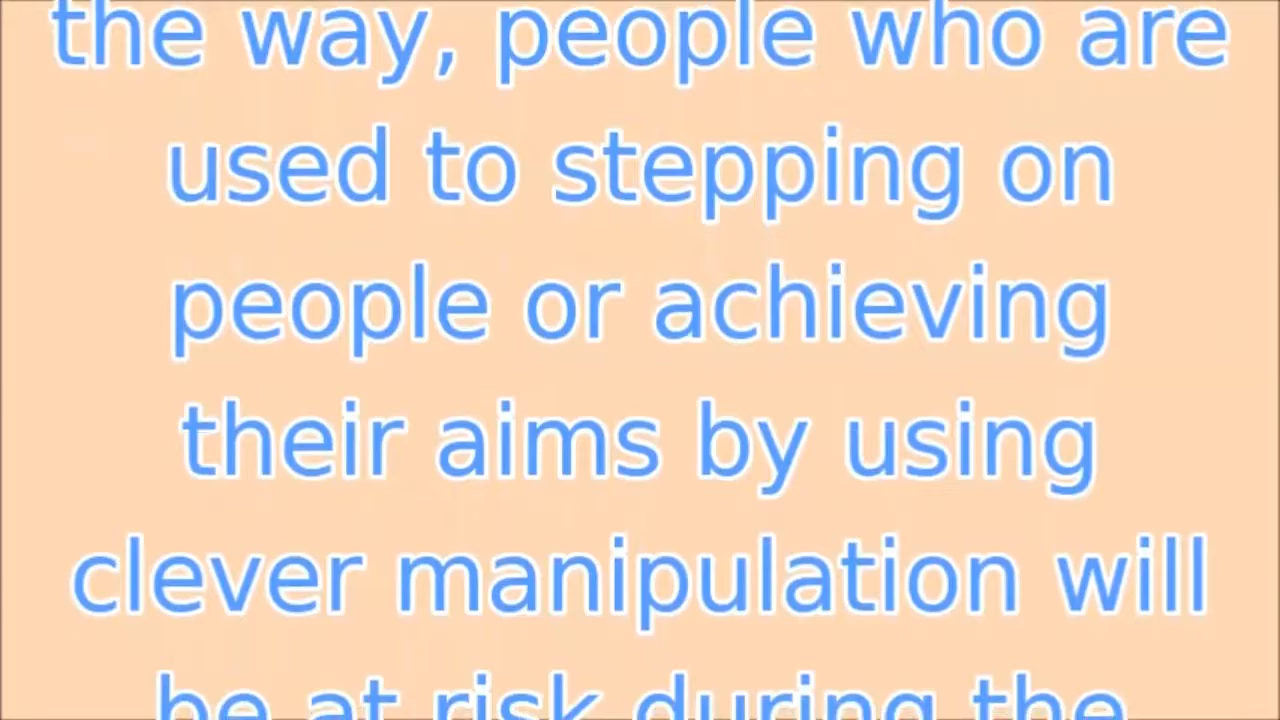 the way, people who are
used to stepping on
people or achieving
their aims by using
clever manipulation will
be at risk during the